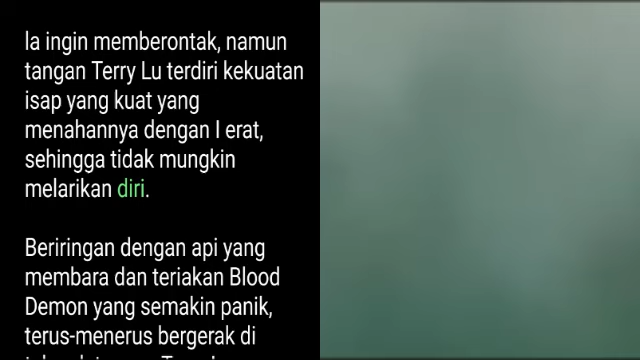 Ia ingin memberontak, namun
tangan Terry Lu terdiri kekuatan
isap yang kuat yang
menahannya dengan I erat,
sehingga tidak mungkin
melarikan diri.
Beriringan dengan api yang
membara dan teriakan Blood
Demon yang semakin panik,
terus-menerus bergerak di